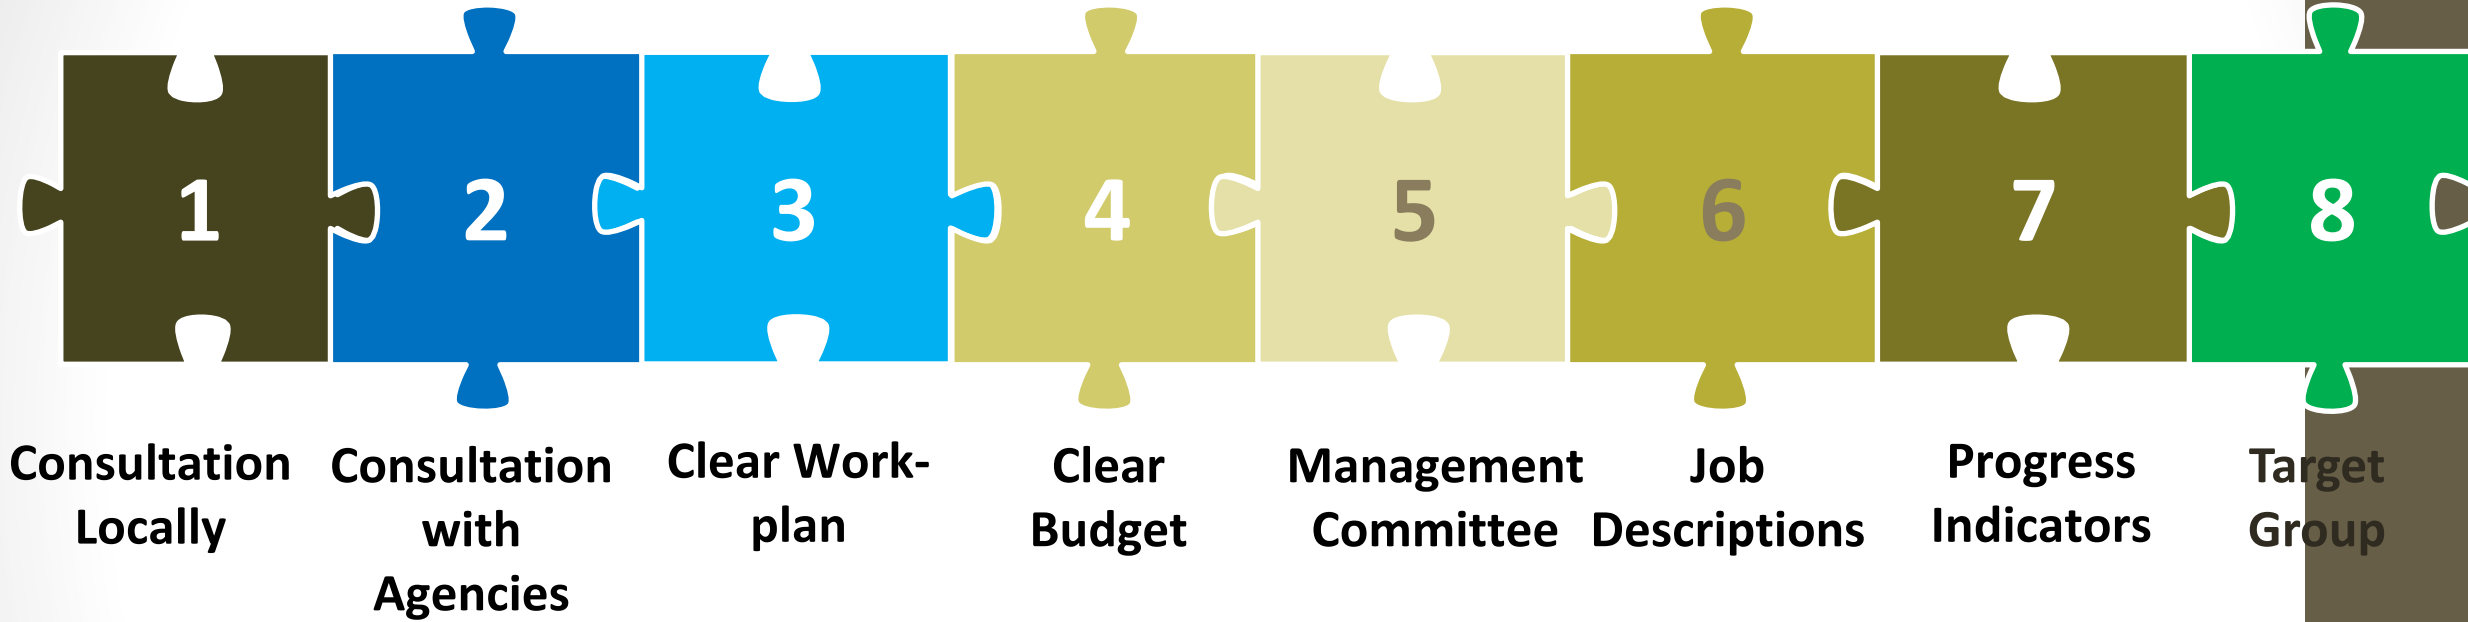 1 2 3 4 5 6 7 8
Consultation
Locally
Consultation
with
Agencies
Clear Work-
plan
Clear
Budget
Management
Committee
Job
Descriptions
Progress
Indicators
Target
Group